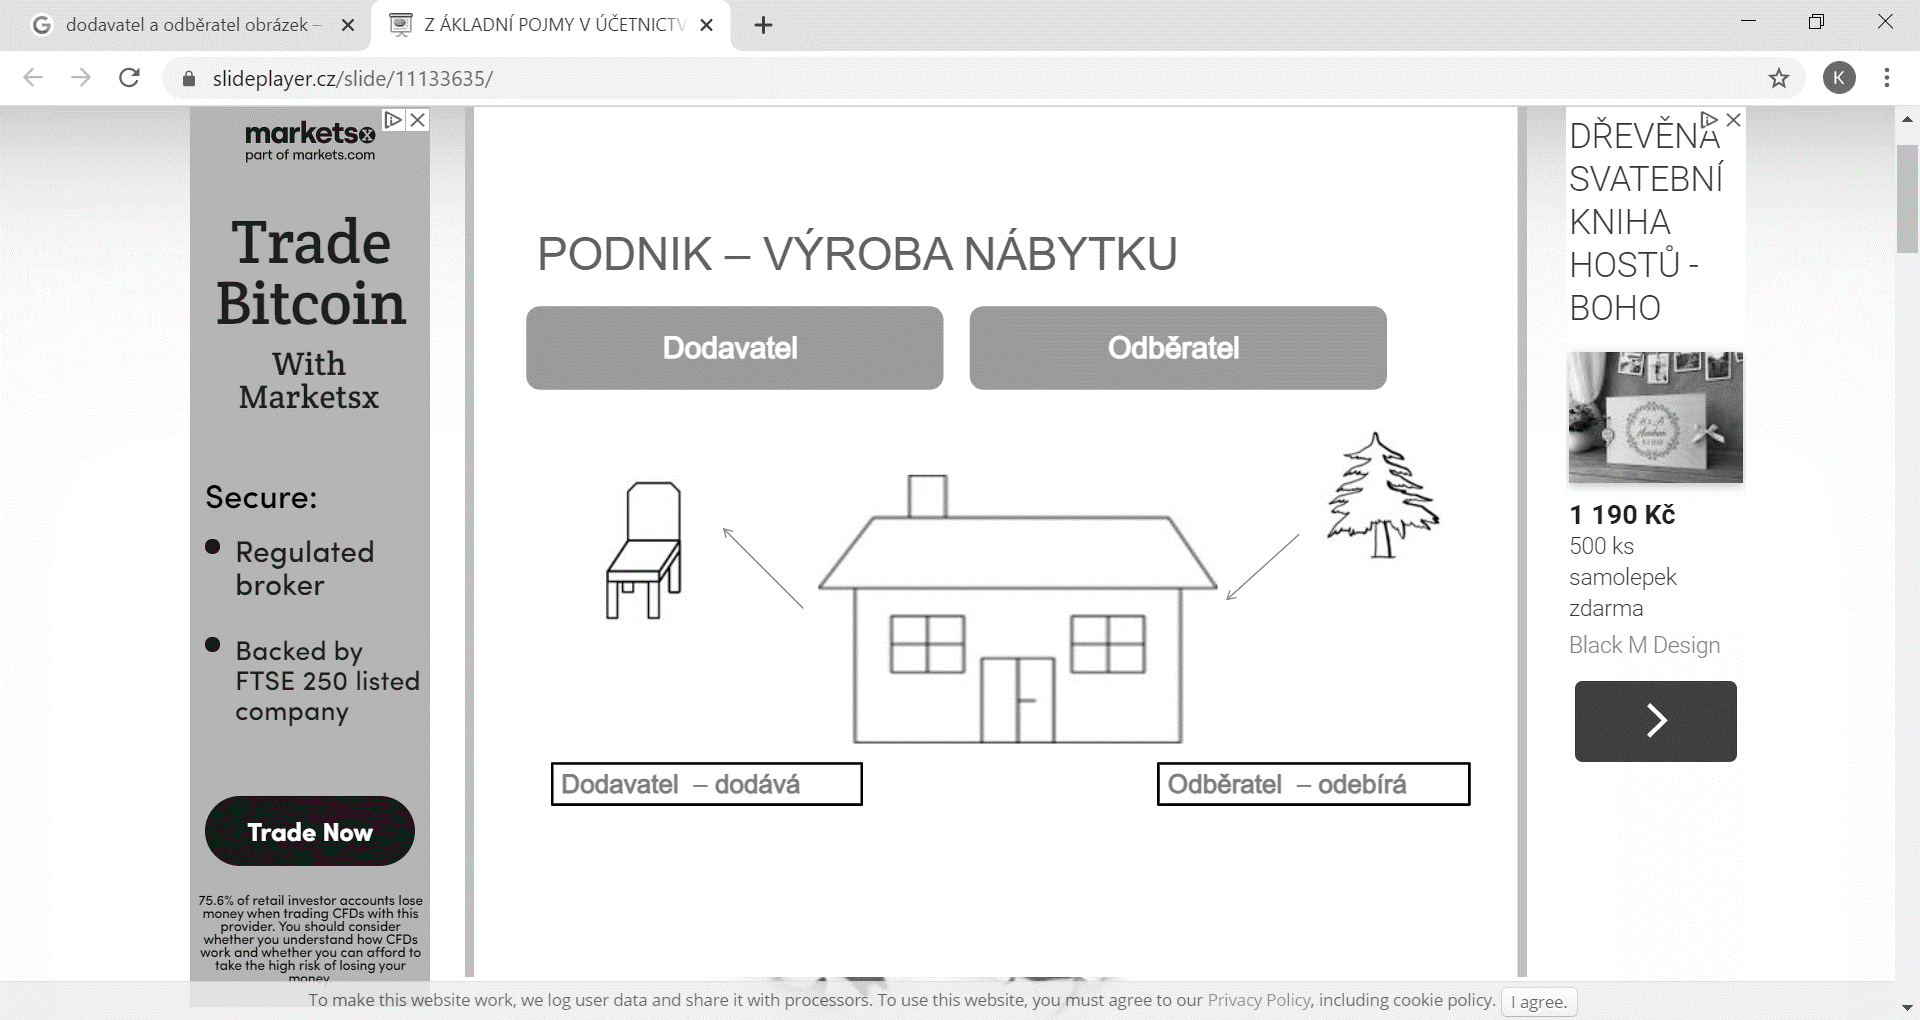 dodavatel a odběratel obrázek –
Z ÁKLADNÍ POJMY V ÚČETNICTV
slideplayer.cz/slide/11133635/
K
marketsx
part of markets.com
Trade
Bitcoin
With
Marketsx
Secure:
Regulated
broker
Backed by
FTSE 250 listed
company
Trade Now
75.6% of retail investor accounts lose
money when trading CFDs with this
provider. You should consider
whether you understand how CFDs
work and whether you can afford to
take the high risk of losing your
money.
PODNIK – VÝROBA NÁBYTKU
Dodavatel
Odběratel
Dodavatel – dodává
Odběratel – odebírá
DŘEVĚNÁ
SVATEBNÍ
KNIHA
HOSTŮ -
BOHO
1 190 Kč
500 ks
samolepek
zdarma
Black M Design
To make this website work, we log user data and share it with processors. To use this website, you must agree to our Privacy Policy, including cookie policy. I agree.